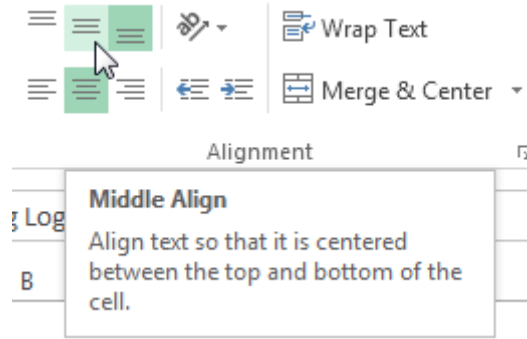 Wrap Text
Merge & Center
Alignment
Middle Align
g Log
Align text so that it is centered
B
between the top and bottom of the
cell.